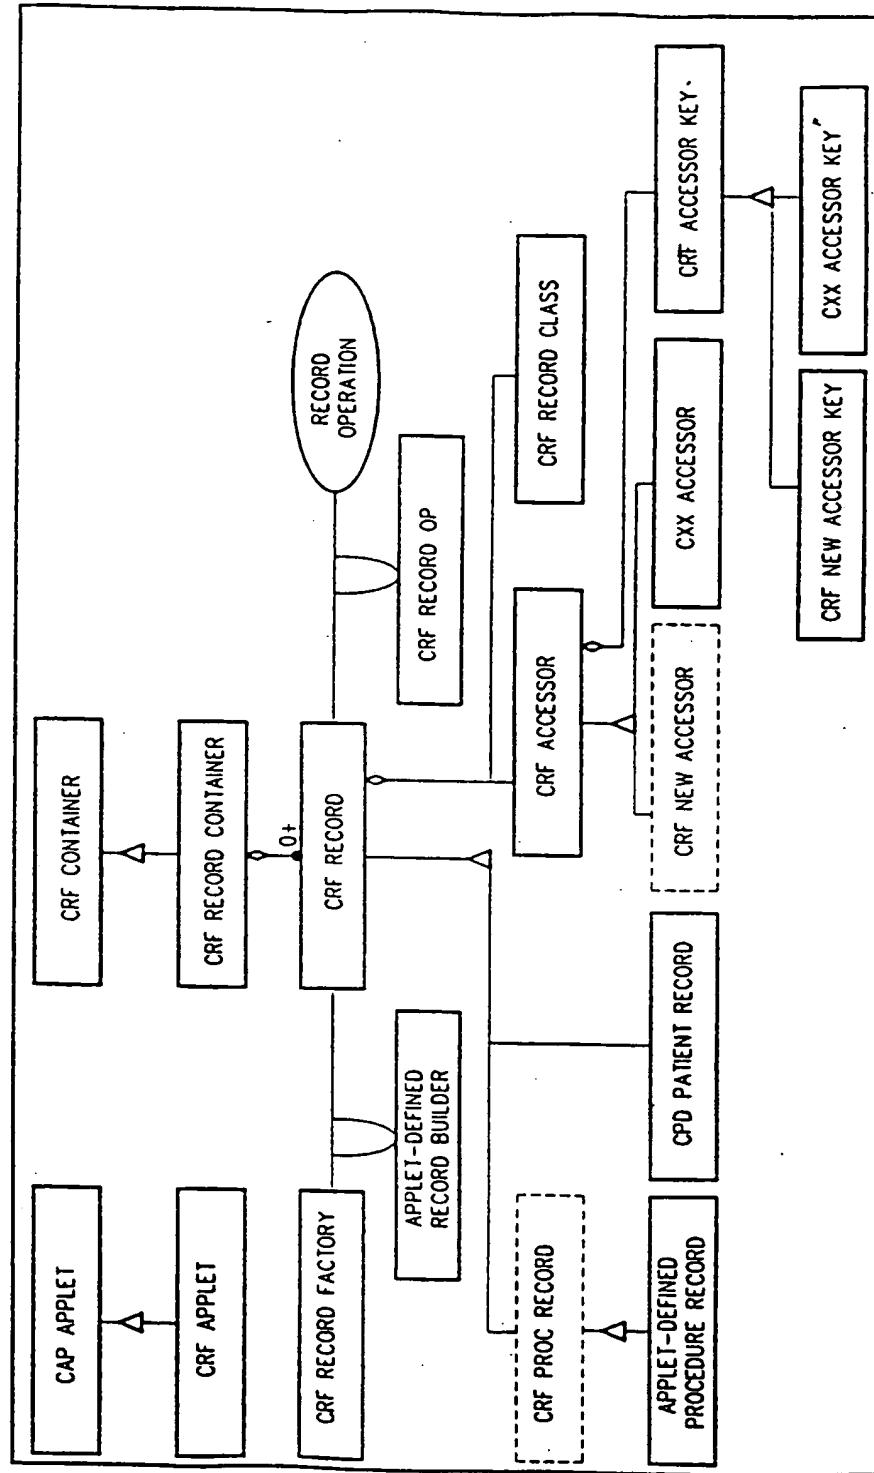 CAP APPLET
CRF CONTAINER
CRF APPLET
CRF RECORD CONTAINER
0+
CRF RECORD FACTORY
CRF RECORD
RECORD
OPERATION
APPLET-DEFINED
RECORD BUILDER
CRF RECORD OP
CRF PROC RECORD
CRF ACCESSOR
CRF RECORD CLASS
APPLET-DEFINED
PROCEDURE RECORD
CPD PATIENT RECORD
CRF NEW ACCESSOR
CXX ACCESSOR
CRF ACCESSOR KEY
CRF NEW ACCESSOR KEY
CXX ACCESSOR KEY